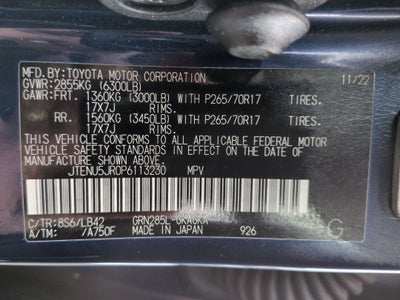 MFD.BY: TOYOTA MOTOR CORPORATION 11/22
GVWR: 2855KG (6300LB)
GAWR: FRT. 1360KG (3000LB) WITH P265/70R17 TIRES.
17X7J RIMS.
RR. 1560KG (3450LB) WITH P265/70R17 TIRES.
17X7J RIMS.
THIS VEHICLE CONFORMS TO ALL APPLICABLE FEDERAL MOTOR
VEHICLE SAFETY STANDARDS IN EFFECT ON THE DATE OF
MANUFACTURE SHOWN ABOVE.
JTENU5JR0P6113230 MPV
C/TR: 8S6/LB42 GRN285L-GKAGKA G
A/TM: /A750F MADE IN JAPAN 926